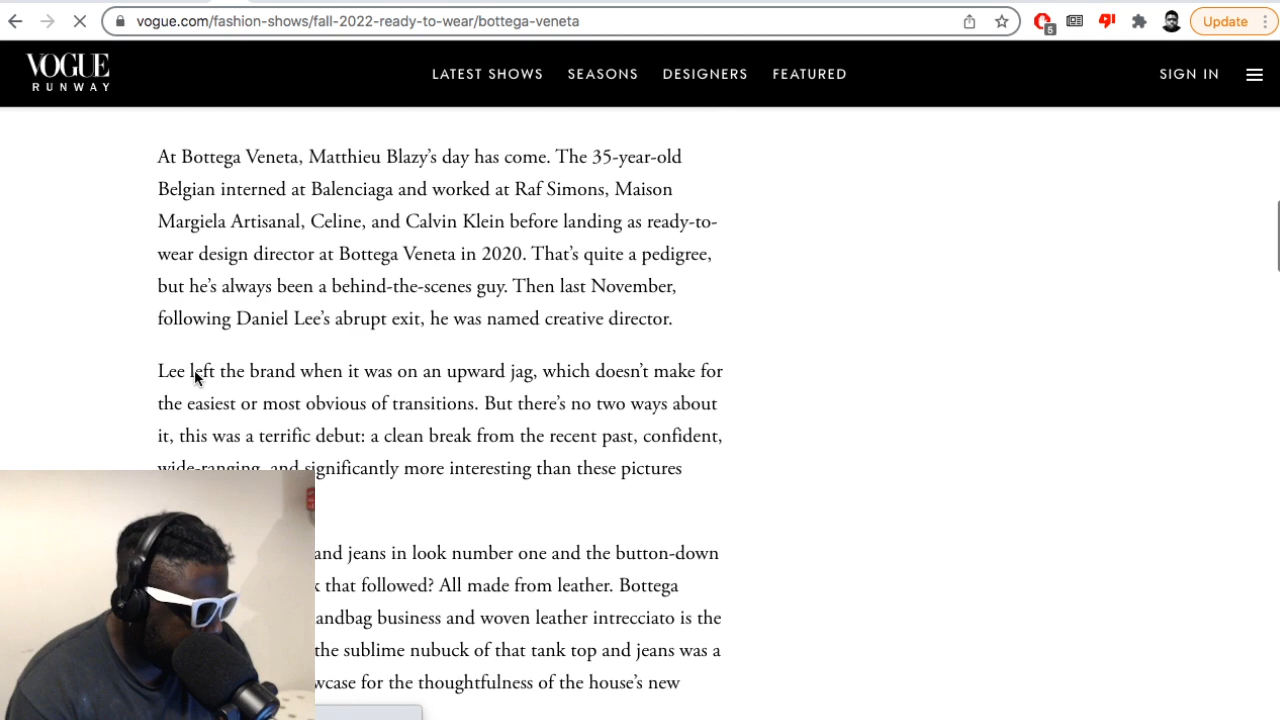 vogue.com/fashion-shows/fall-2022-ready-to-wear/bottega-veneta
5
Update
VOGUE
RUNWAY
LATEST SHOWS
SEASONS
DESIGNERS
FEATURED
SIGN IN
At Bottega Veneta, Matthieu Blazy’s day has come. The 35-year-old
Belgian interned at Balenciaga and worked at Raf Simons, Maison
Margiela Artisanal, Celine, and Calvin Klein before landing as ready-to-
wear design director at Bottega Veneta in 2020. That’s quite a pedigree,
but he’s always been a behind-the-scenes guy. Then last November,
following Daniel Lee’s abrupt exit, he was named creative director.
Lee left the brand when it was on an upward jag, which doesn’t make for
the easiest or most obvious of transitions. But there’s no two ways about
it, this was a terrific debut: a clean break from the recent past, confident,
wide-ranging, and significantly more interesting than these pictures
and jeans in look number one and the button-down
that followed? All made from leather. Bottega
andbag business and woven leather intrecciato is the
the sublime nubuck of that tank top and jeans was a
wcase for the thoughtfulness of the house’s new